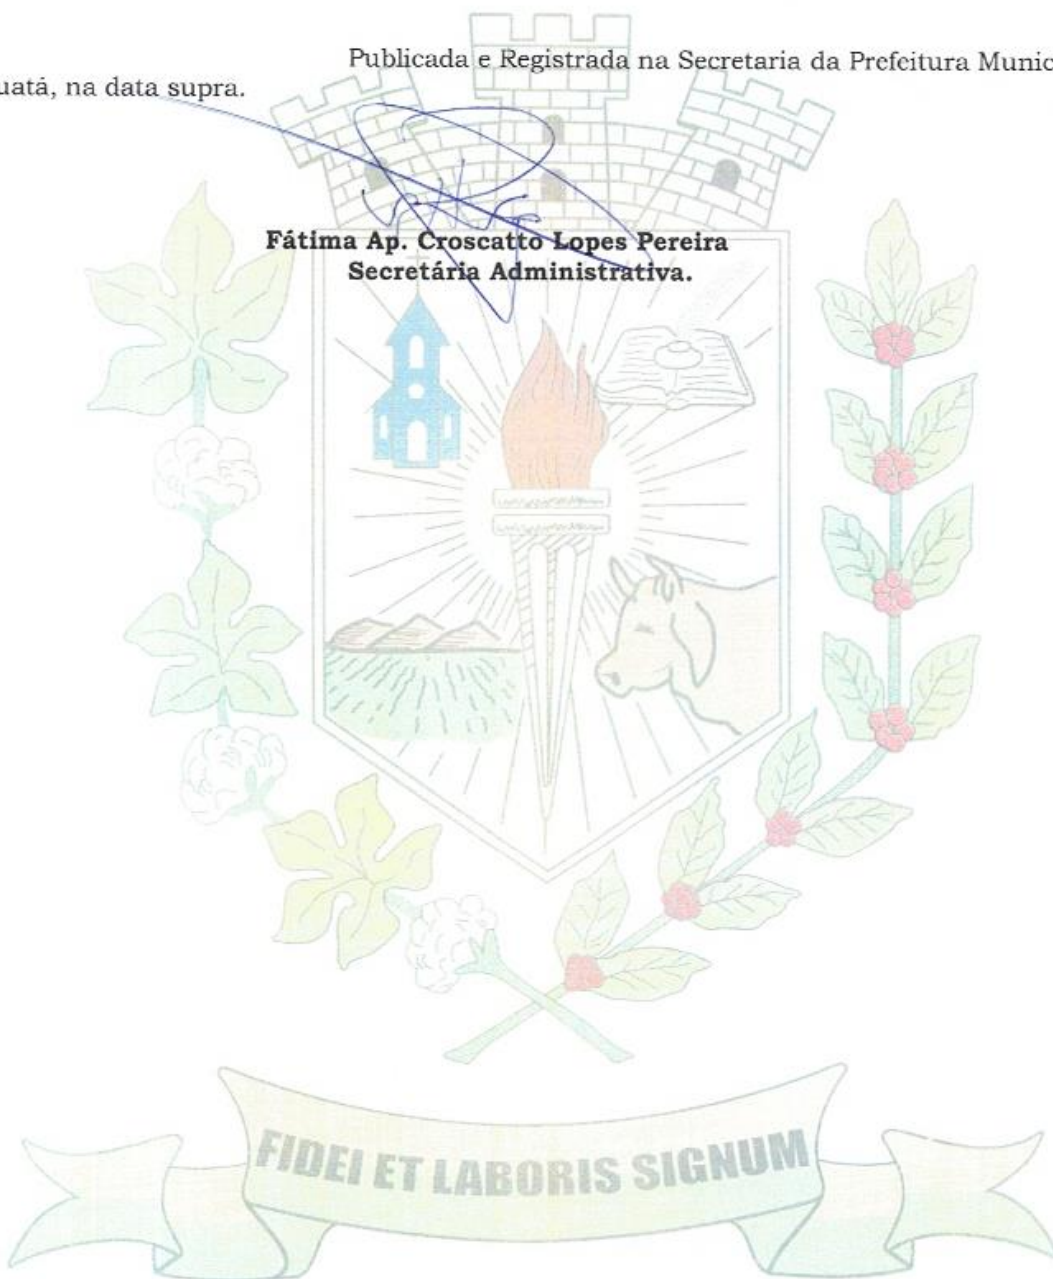 Publicada e Registrada na Secretaria da Prefeitura Munic
uatá, na data supra.
Fátima Ap. Croscatto Lopes Pereira
Secretária Administrativa.
FIDEI ET LABORIS SIGNUM